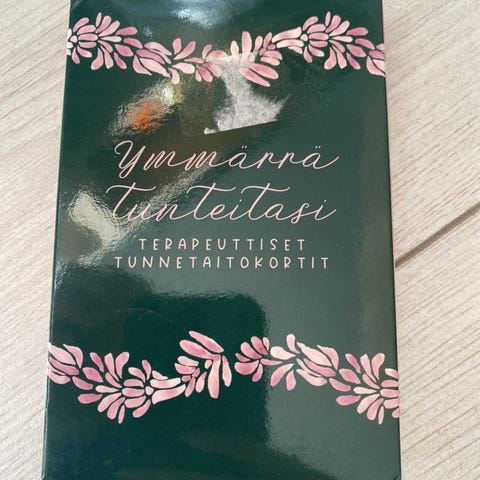 Ymmärrä
tunteitasi
TERAPEUTTISET
TUNNETAITOKORTIT